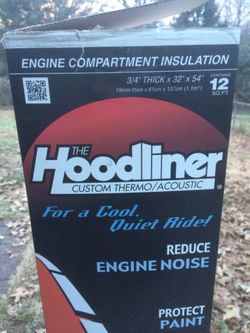 ENGINE COMPARTMENT INSULATION
3/4" THICK x 32" x 54"
19mm thick x 81cm x 137cm (1.1m²)
CONTAINS
12
SQ.FT.
THE
Hoodliner®
CUSTOM THERMO/ACOUSTIC
For a Cool,
Quiet Ride!
REDUCE
ENGINE NOISE
PROTECT
PAINT